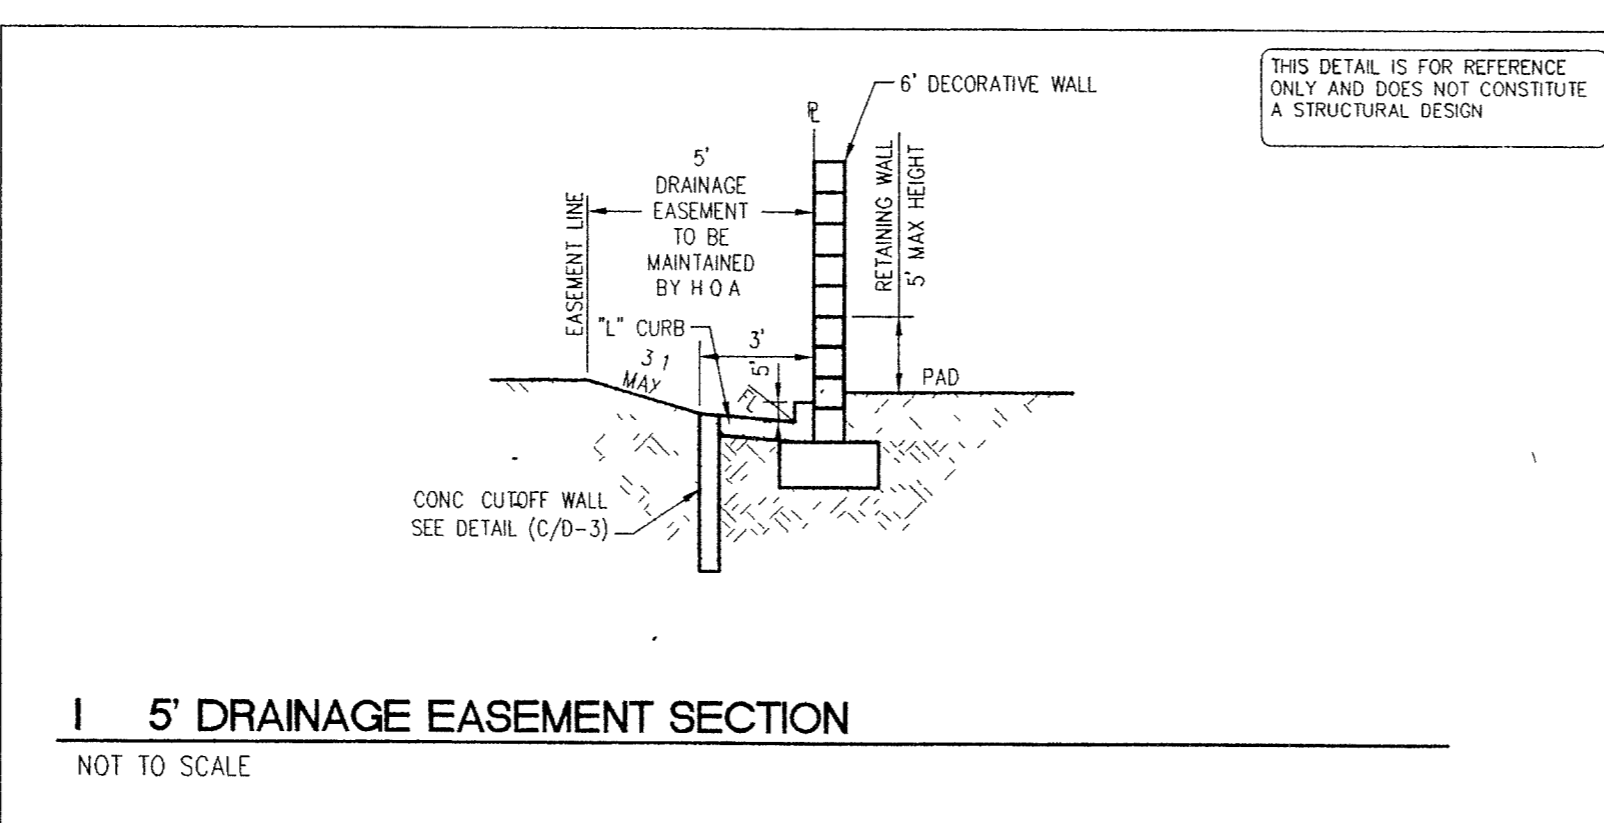 THIS DETAIL IS FOR REFERENCE
ONLY AND DOES NOT CONSTITUTE
A STRUCTURAL DESIGN
6' DECORATIVE WALL
PL
5'
DRAINAGE
EASEMENT
TO BE
MAINTAINED
BY H O A
EASEMENT LINE
RETAINING WALL
5' MAX HEIGHT
"L" CURB
3'
3 1
MAX
5'
FL
PAD
CONC CUTOFF WALL
SEE DETAIL (C/D-3)
I 5' DRAINAGE EASEMENT SECTION
NOT TO SCALE